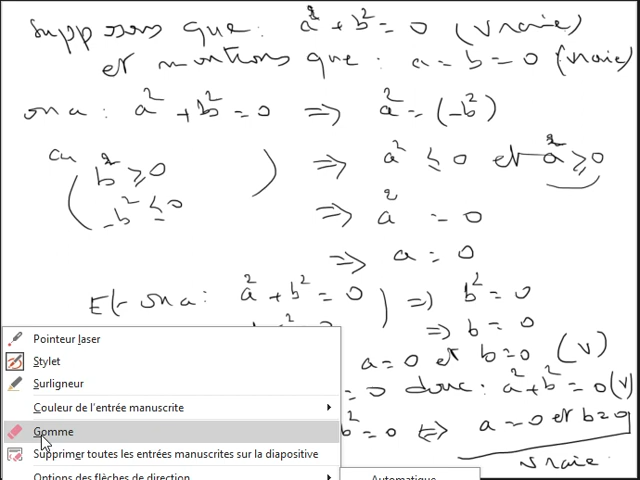 Supposons que : a² + b² = 0 (vraie)
et montrons que : a = b = 0 (vraie)
on a : a² + b² = 0 ⇒ a² = (-b²)
car b² ≥ 0 ⇒ a² ≤ 0 et a² ≥ 0
-b² ≤ 0 ⇒ a² = 0
⇒ a = 0
Et on a : a² + b² = 0 ) ⇒ b² = 0
⇒ b = 0
a = 0 et b = 0 (V)
= 0 donc : a² + b² = 0 (V)
b² = 0 ⇔ a = 0 et b = 0
vraie
Pointeur laser
Stylet
Surligneur
Couleur de l'entrée manuscrite
Gomme
Supprimer toutes les entrées manuscrites sur la diapositive
Options des flèches de direction
Automatique